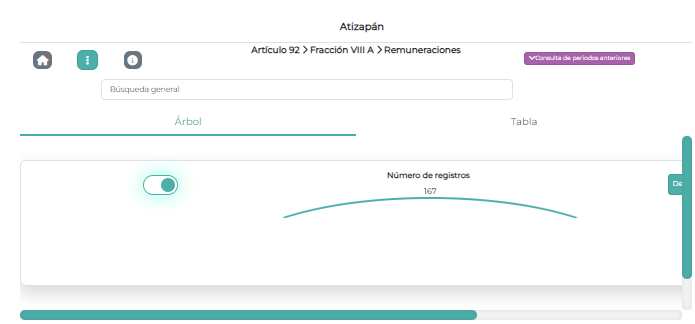 Atizapán
Artículo 92 > Fracción VIII A > Remuneraciones
Consulta de periodos anteriores
Búsqueda general
Árbol
Tabla
Número de registros
167
De